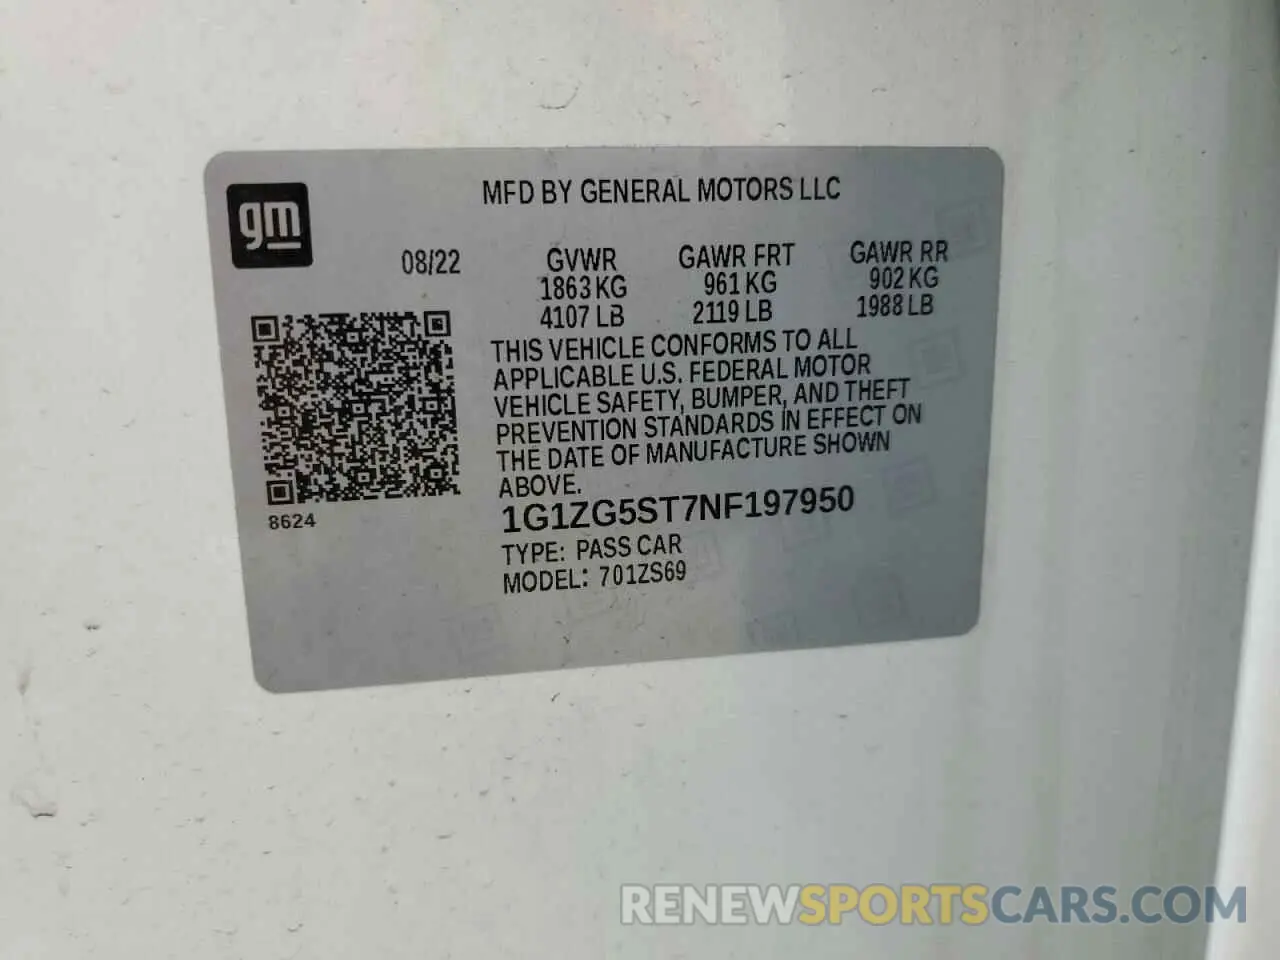 gm
MFD BY GENERAL MOTORS LLC
08/22
GVWR
1863 KG
4107 LB
GAWR FRT
961 KG
2119 LB
GAWR RR
902 KG
1988 LB
THIS VEHICLE CONFORMS TO ALL
APPLICABLE U.S. FEDERAL MOTOR
VEHICLE SAFETY, BUMPER, AND THEFT
PREVENTION STANDARDS IN EFFECT ON
THE DATE OF MANUFACTURE SHOWN
ABOVE.
8624
1G1ZG5ST7NF197950
TYPE: PASS CAR
MODEL: 701ZS69
RENEWSPORTSCARS.COM